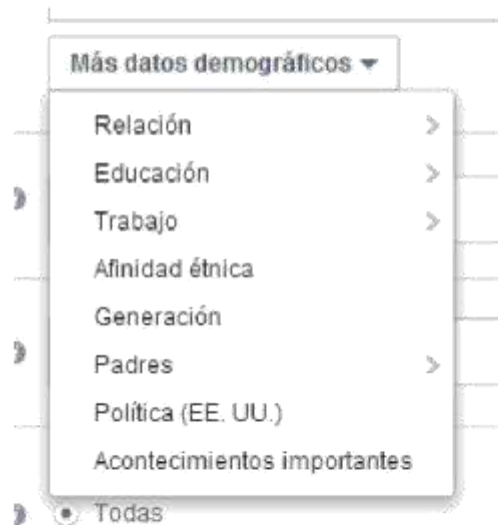 Más datos demográficos
Relación
Educación
Trabajo
Afinidad étnica
Generación
Padres
Política (EE. UU.)
Acontecimientos importantes
Todas